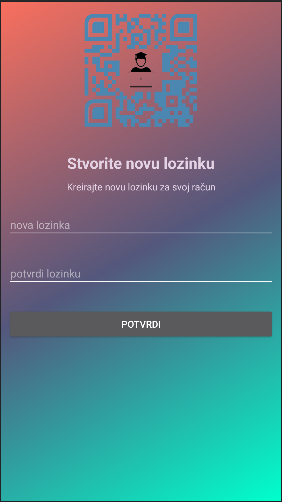 Stvorite novu lozinku
Kreirajte novu lozinku za svoj račun
nova lozinka
potvrdi lozinku
POTVRDI